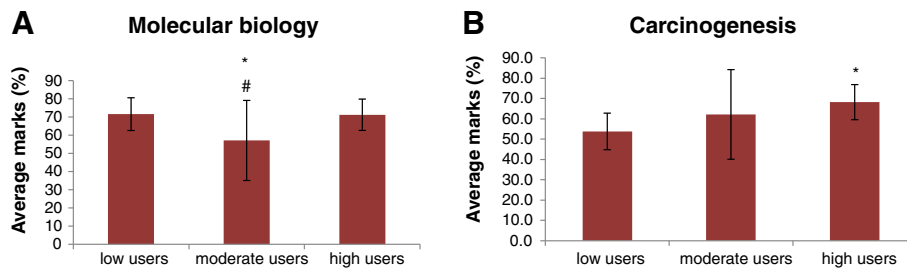 A
Molecular biology
Average marks (%)
90
80
70
60
50
40
30
20
10
0
*
#
low users moderate users high users
B
Carcinogenesis
Average marks (%)
90.0
80.0
70.0
60.0
50.0
40.0
30.0
20.0
10.0
0.0
*
low users moderate users high users